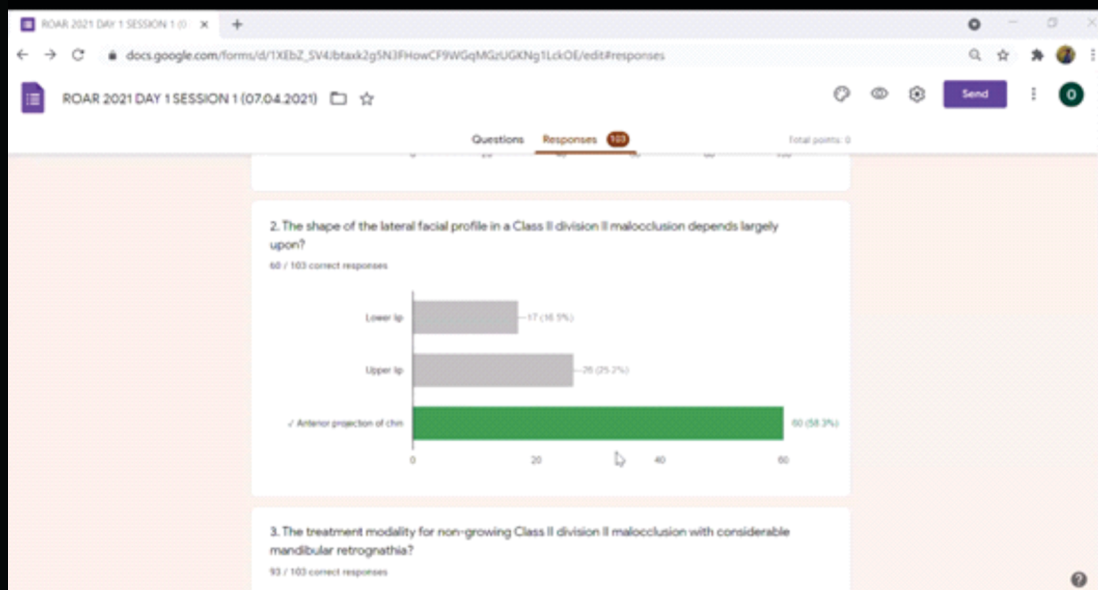 ROAR 2021 DAY 1 SESSION 1 (0
docs.google.com/forms/d/1XEbZ_SV4Jbtaxk2g5N3FHowCF9WGqMGzUGKNg1LckOE/edit#responses
ROAR 2021 DAY 1 SESSION 1 (07.04.2021)
Send
O
Questions Responses 103
Total points: 0
2. The shape of the lateral facial profile in a Class II division II malocclusion depends largely
upon?
60 / 103 correct responses
Lower lip
17 (16.5%)
Upper lip
26 (25.2%)
✓ Anterior projection of chin
60 (58.3%)
0 20 40 60
3. The treatment modality for non-growing Class II division II malocclusion with considerable
mandibular retrognathia?
93 / 103 correct responses